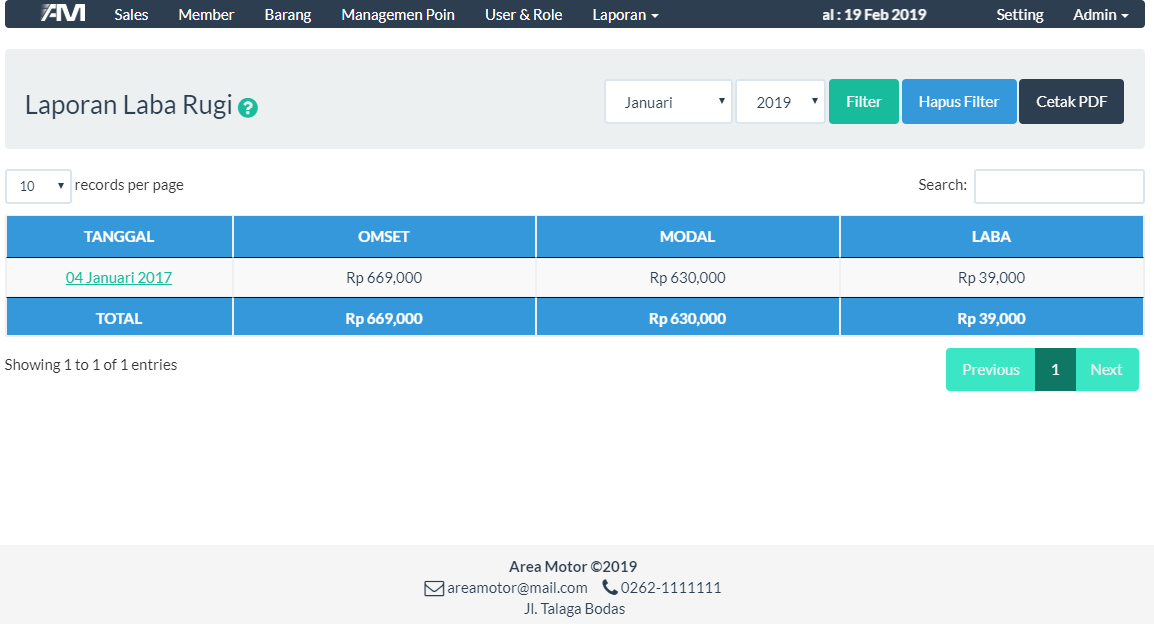 AM Sales Member Barang Managemen Poin User & Role Laporan al : 19 Feb 2019 Setting Admin
Laporan Laba Rugi ? Januari 2019 Filter Hapus Filter Cetak PDF
10 records per page Search:
TANGGAL OMSET MODAL LABA
04 Januari 2017 Rp 669,000 Rp 630,000 Rp 39,000
TOTAL Rp 669,000 Rp 630,000 Rp 39,000
Showing 1 to 1 of 1 entries Previous 1 Next
Area Motor ©2019
areamotor@mail.com 0262-1111111
Jl. Talaga Bodas